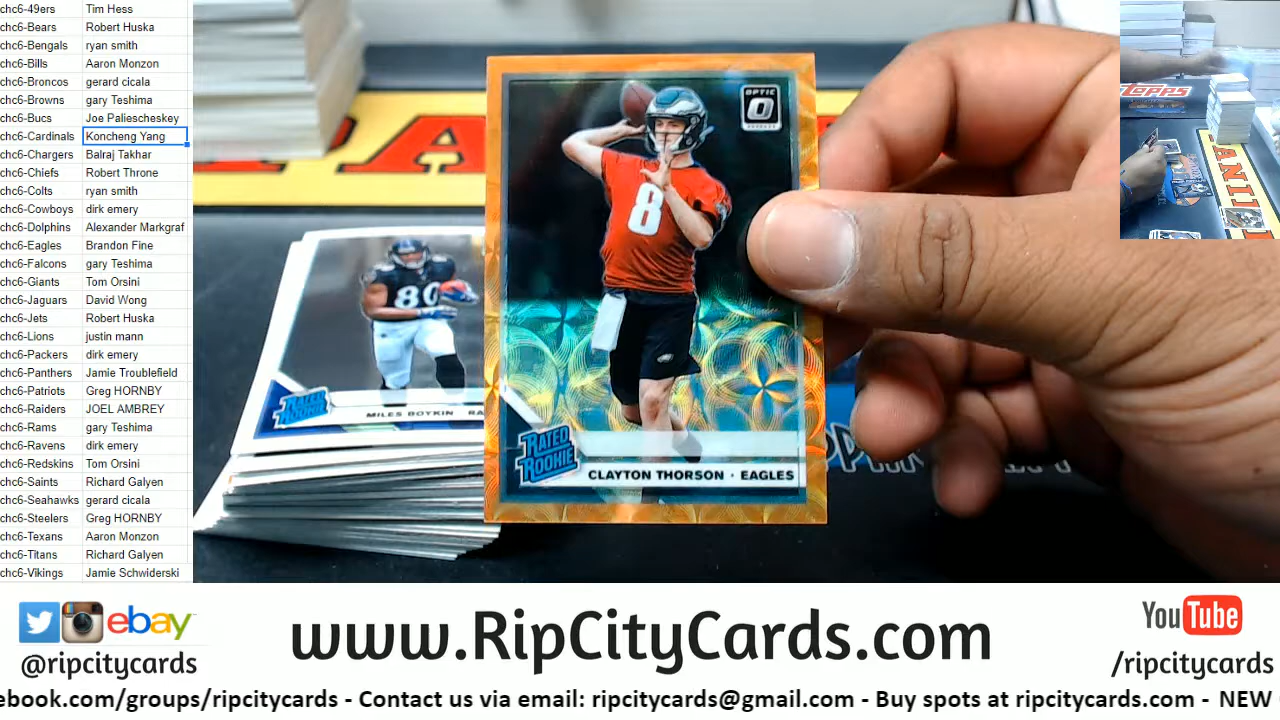 chc6-49ers Tim Hess
chc6-Bears Robert Huska
chc6-Bengals ryan smith
chc6-Bills Aaron Monzon
chc6-Broncos gerard cicala
chc6-Browns gary Teshima
chc6-Bucs Joe Paliescheskey
chc6-Cardinals Koncheng Yang
chc6-Chargers Balraj Takhar
chc6-Chiefs Robert Throne
chc6-Colts ryan smith
chc6-Cowboys dirk emery
chc6-Dolphins Alexander Markgraf
chc6-Eagles Brandon Fine
chc6-Falcons gary Teshima
chc6-Giants Tom Orsini
chc6-Jaguars David Wong
chc6-Jets Robert Huska
chc6-Lions justin mann
chc6-Packers dirk emery
chc6-Panthers Jamie Troublefield
chc6-Patriots Greg HORNBY
chc6-Raiders JOEL AMBREY
chc6-Rams gary Teshima
chc6-Ravens dirk emery
chc6-Redskins Tom Orsini
chc6-Saints Richard Galyen
chc6-Seahawks gerard cicala
chc6-Steelers Greg HORNBY
chc6-Texans Aaron Monzon
chc6-Titans Richard Galyen
chc6-Vikings Jamie Schwiderski
OPTIC
8
RATED
ROOKIE
CLAYTON THORSON · EAGLES
80
RATED
ROOKIE
MILES BOYKIN RA
TOPPS
PANINI
ebay
@ripcitycards
www.RipCityCards.com
YouTube
/ripcitycards
ebook.com/groups/ripcitycards - Contact us via email: ripcitycards@gmail.com - Buy spots at ripcitycards.com - NEW